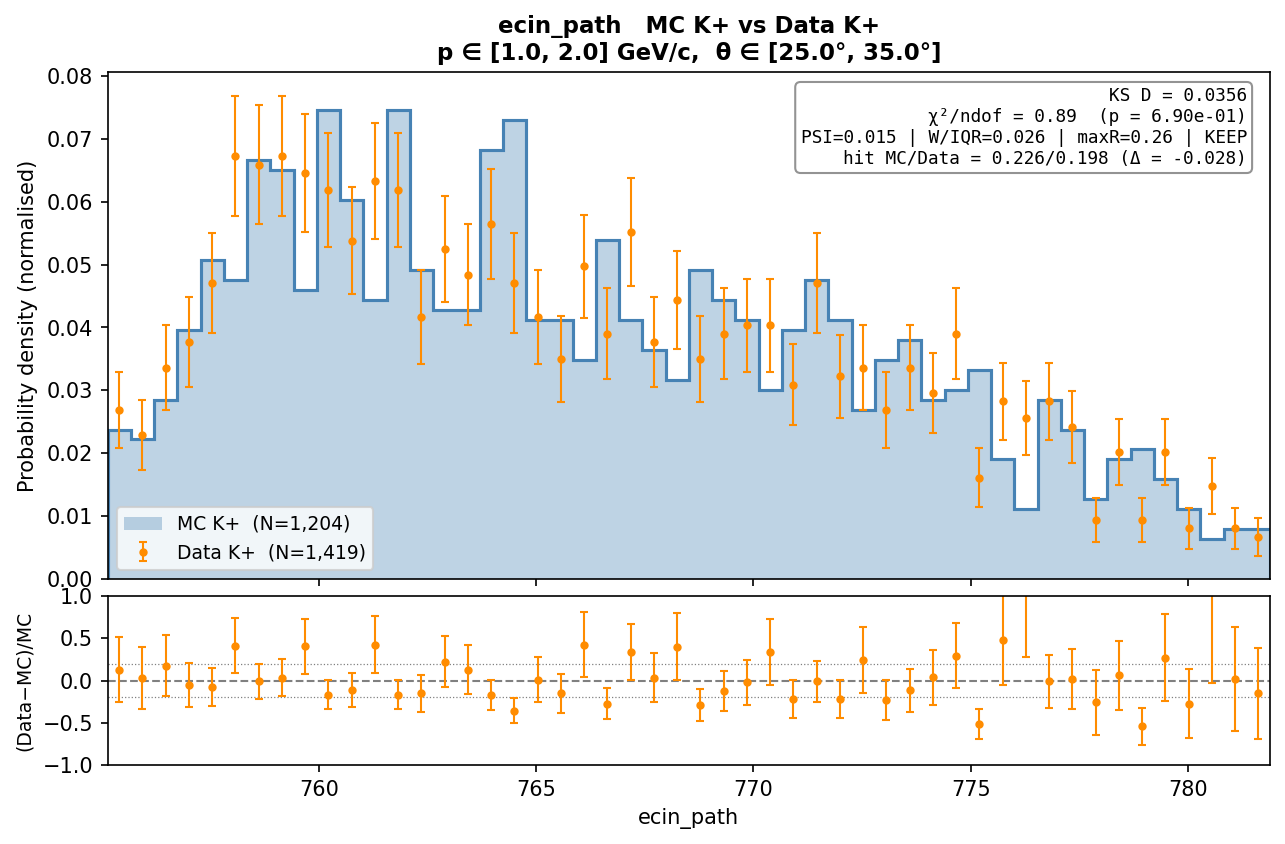 ecin_path   MC K+ vs Data K+
p ∈ [1.0, 2.0] GeV/c,  θ ∈ [25.0°, 35.0°]
KS D = 0.0356
χ²/ndof = 0.89  (p = 6.90e-01)
PSI=0.015 | W/IQR=0.026 | maxR=0.26 | KEEP
hit MC/Data = 0.226/0.198 (Δ = -0.028)
Probability density (normalised)
0.08
0.07
0.06
0.05
0.04
0.03
0.02
0.01
0.00
MC K+  (N=1,204)
Data K+  (N=1,419)
(Data−MC)/MC
1.0
0.5
0.0
−0.5
−1.0
760 765 770 775 780
ecin_path